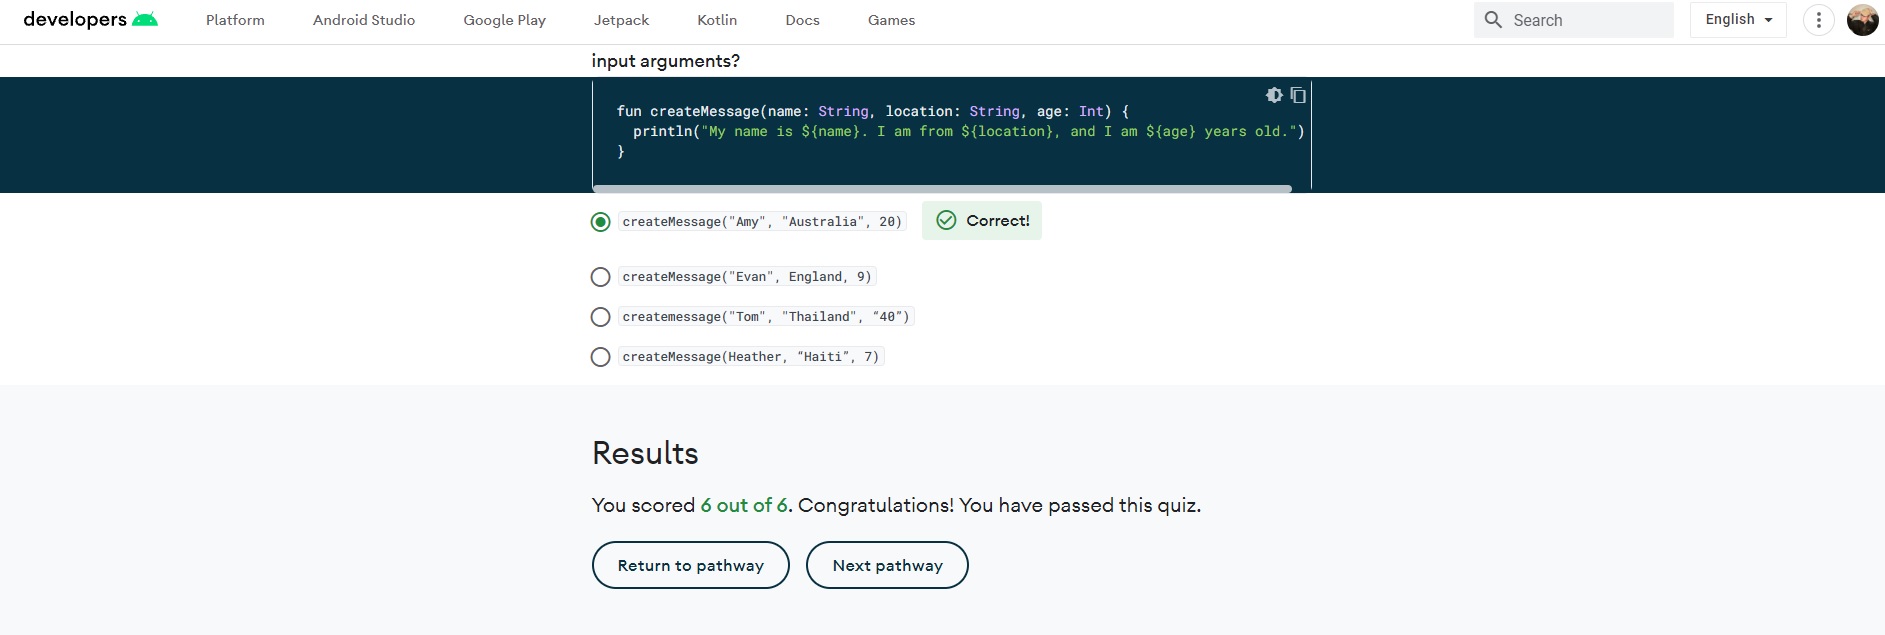 developers Platform Android Studio Google Play Jetpack Kotlin Docs Games Search English
input arguments?
fun createMessage(name: String, location: String, age: Int) {
println("My name is ${name}. I am from ${location}, and I am ${age} years old.")
}
createMessage("Amy", "Australia", 20) Correct!
createMessage("Evan", England, 9)
createmessage("Tom", "Thailand", “40”)
createMessage(Heather, “Haiti”, 7)
Results
You scored 6 out of 6. Congratulations! You have passed this quiz.
Return to pathway Next pathway